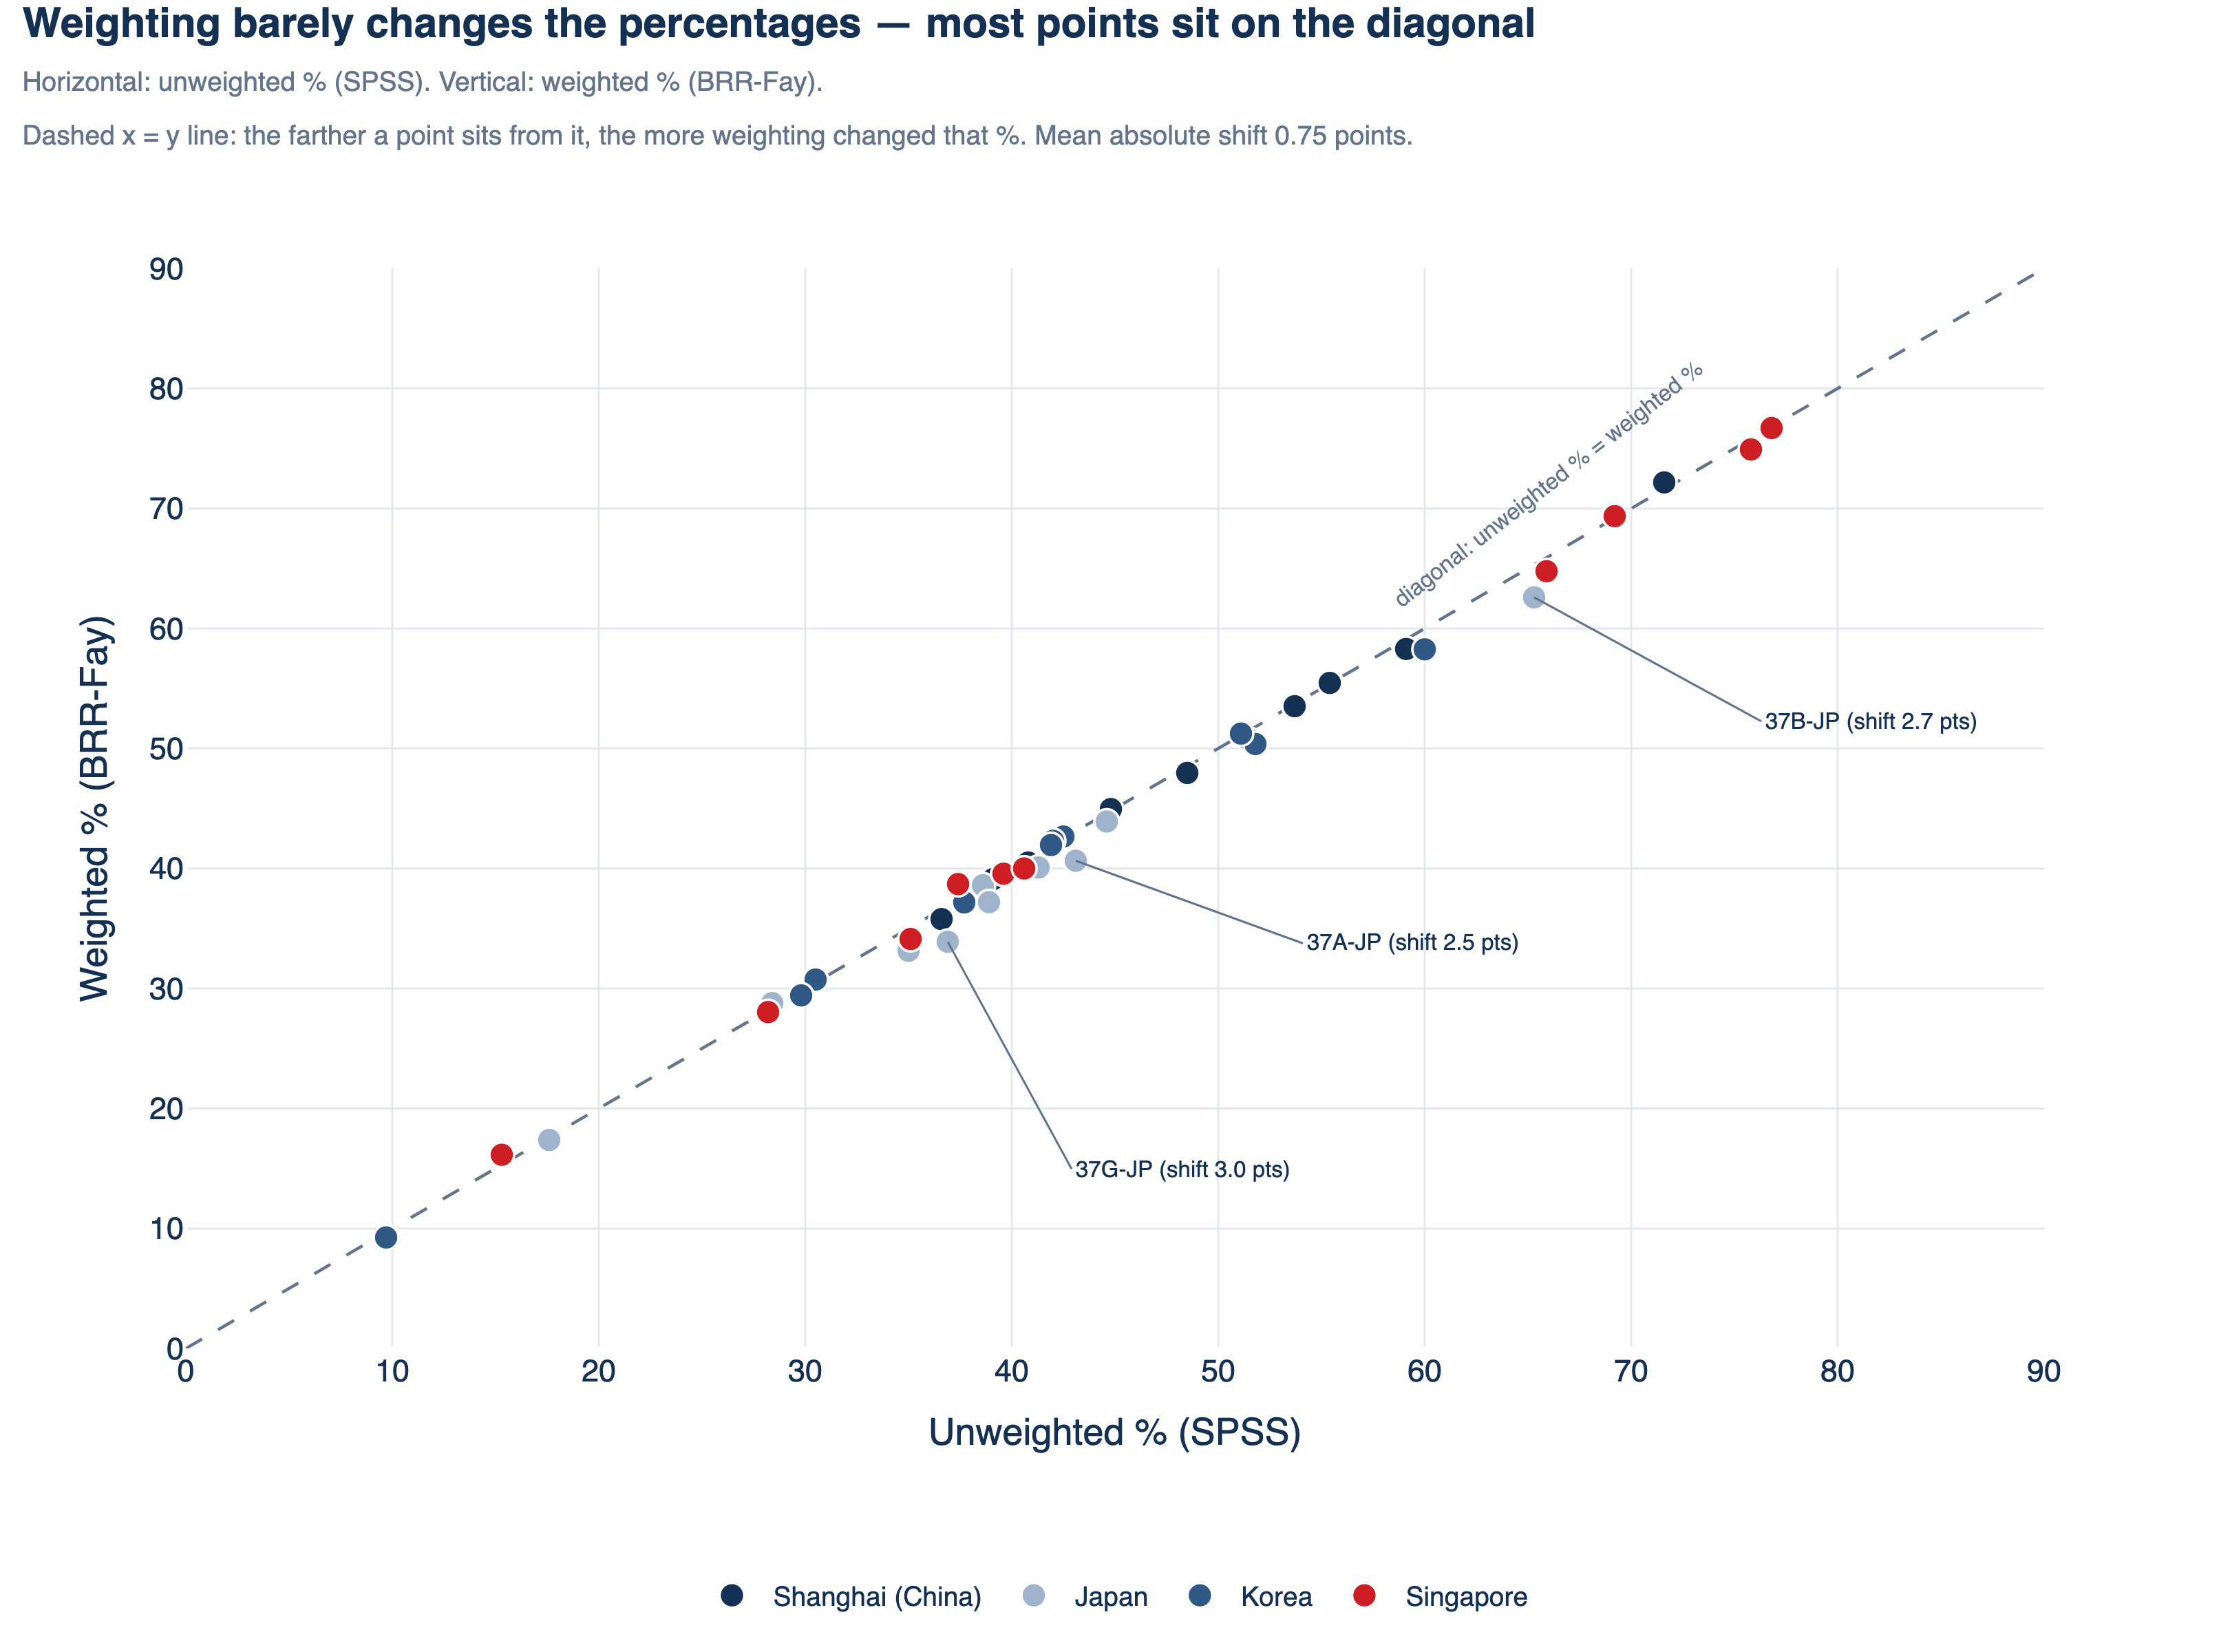 Weighting barely changes the percentages — most points sit on the diagonal
Horizontal: unweighted % (SPSS). Vertical: weighted % (BRR-Fay).
Dashed x = y line: the farther a point sits from it, the more weighting changed that %. Mean absolute shift 0.75 points.
90
80
70
60
50
40
30
20
10
0
Weighted % (BRR-Fay)
diagonal: unweighted % = weighted %
37B-JP (shift 2.7 pts)
37A-JP (shift 2.5 pts)
37G-JP (shift 3.0 pts)
0 10 20 30 40 50 60 70 80 90
Unweighted % (SPSS)
Shanghai (China) Japan Korea Singapore